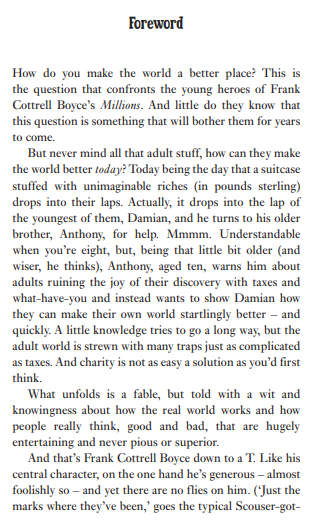 Foreword
How do you make the world a better place? This is
the question that confronts the young heroes of Frank
Cottrell Boyce’s Millions. And little do they know that
this question is something that will bother them for years
to come.
But never mind all that adult stuff, how can they make
the world better today? Today being the day that a suitcase
stuffed with unimaginable riches (in pounds sterling)
drops into their laps. Actually, it drops into the lap of
the youngest of them, Damian, and he turns to his older
brother, Anthony, for help. Mmmm. Understandable
when you’re eight, but, being that little bit older (and
wiser, he thinks), Anthony, aged ten, warns him about
adults ruining the joy of their discovery with taxes and
what-have-you and instead wants to show Damian how
they can make their own world startlingly better – and
quickly. A little knowledge tries to go a long way, but the
adult world is strewn with many traps just as complicated
as taxes. And charity is not as easy a solution as you’d first
think.
What unfolds is a fable, but told with a wit and
knowingness about how the real world works and how
people really think, good and bad, that are hugely
entertaining and never pious or superior.
And that’s Frank Cottrell Boyce down to a T. Like his
central character, on the one hand he’s generous – almost
foolishly so – and yet there are no flies on him. (‘Just the
marks where they’ve been,’ goes the typical Scouser-got-